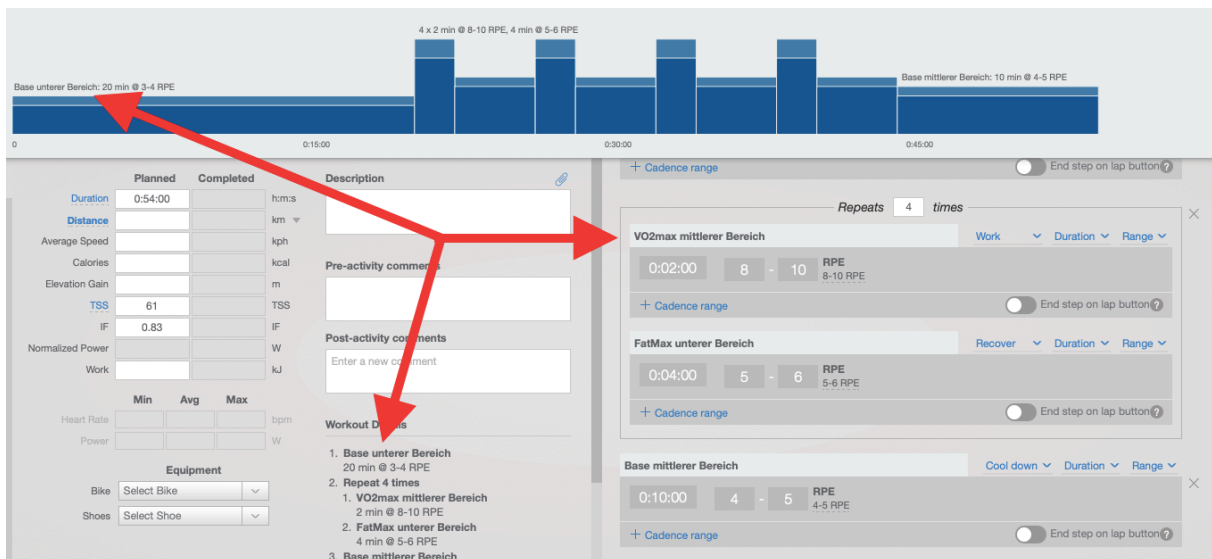 4 x 2 min @ 8-10 RPE, 4 min @ 5-6 RPE
Base unterer Bereich: 20 min @ 3-4 RPE
Base mittlerer Bereich: 10 min @ 4-5 RPE
0
0:15:00
0:30:00
0:45:00
Planned Completed
Duration 0:54:00 h:m:s
Distance km
Average Speed kph
Calories kcal
Elevation Gain m
TSS 61 TSS
IF 0.83 IF
Normalized Power W
Work kJ
Min Avg Max
Heart Rate bpm
Power W
Equipment
Bike Select Bike
Shoes Select Shoe
Description
Pre-activity comments
Post-activity comments
Enter a new comment
Workout Details
1. Base unterer Bereich
20 min @ 3-4 RPE
2. Repeat 4 times
1. VO2max mittlerer Bereich
2 min @ 8-10 RPE
2. FatMax unterer Bereich
4 min @ 5-6 RPE
3. Base mittlerer Bereich
+ Cadence range End step on lap button ?
Repeats 4 times
VO2max mittlerer Bereich Work Duration Range
0:02:00 8 - 10 RPE
8-10 RPE
+ Cadence range End step on lap button ?
FatMax unterer Bereich Recover Duration Range
0:04:00 5 - 6 RPE
5-6 RPE
+ Cadence range End step on lap button ?
Base mittlerer Bereich Cool down Duration Range
0:10:00 4 - 5 RPE
4-5 RPE
+ Cadence range End step on lap button ?